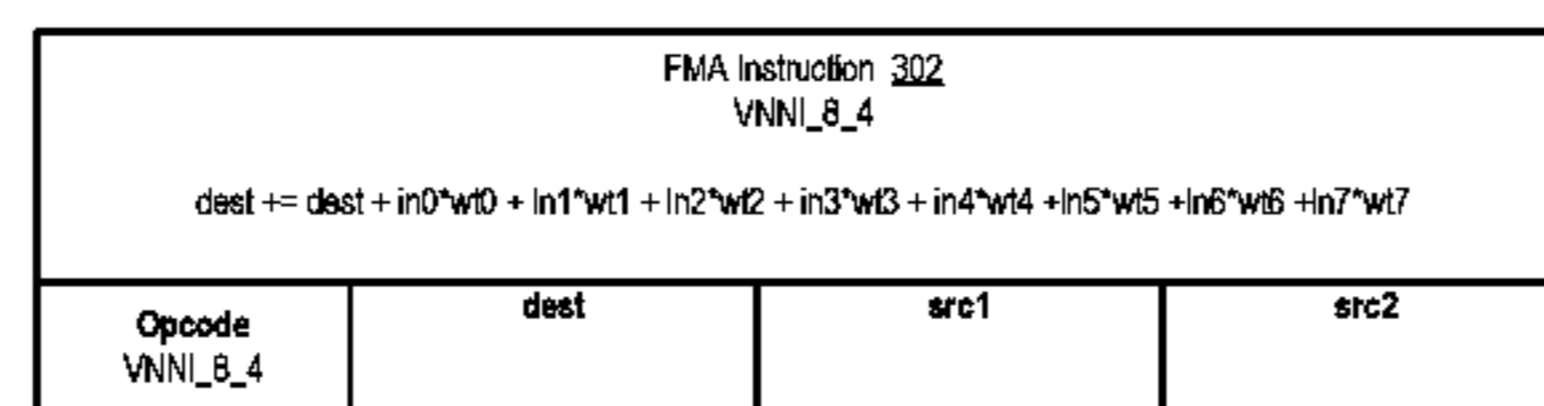 FMA Instruction 302
VNNI_8_4
dest += dest + in0*wt0 + In1*wt1 + In2*wt2 + in3*wt3 + in4*wt4 +In5*wt5 +In6*wt6 +In7*wt7
Opcode
VNNI_8_4
dest
src1
src2